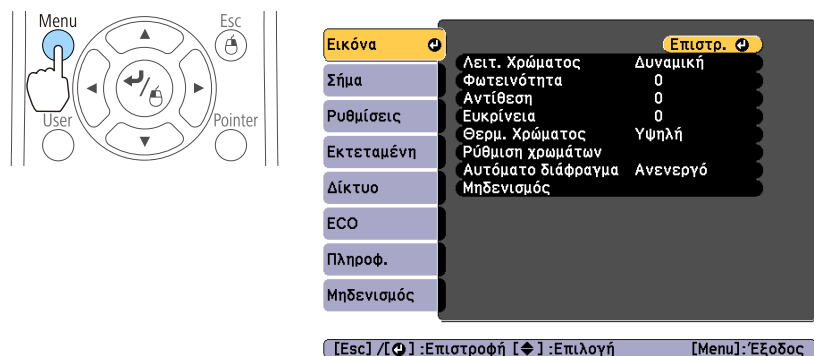 Menu
Esc
User
Pointer
Εικόνα
Σήμα
Ρυθμίσεις
Εκτεταμένη
Δίκτυο
ECO
Πληροφ.
Μηδενισμός
Επιστρ.
Λειτ. Χρώματος Δυναμική
Φωτεινότητα 0
Αντίθεση 0
Ευκρίνεια 0
Θερμ. Χρώματος Υψηλή
Ρύθμιση χρωμάτων
Αυτόματο διάφραγμα Ανενεργό
Μηδενισμός
[Esc] /[ ] :Επιστροφή [ ] :Επιλογή [Menu]:Έξοδος